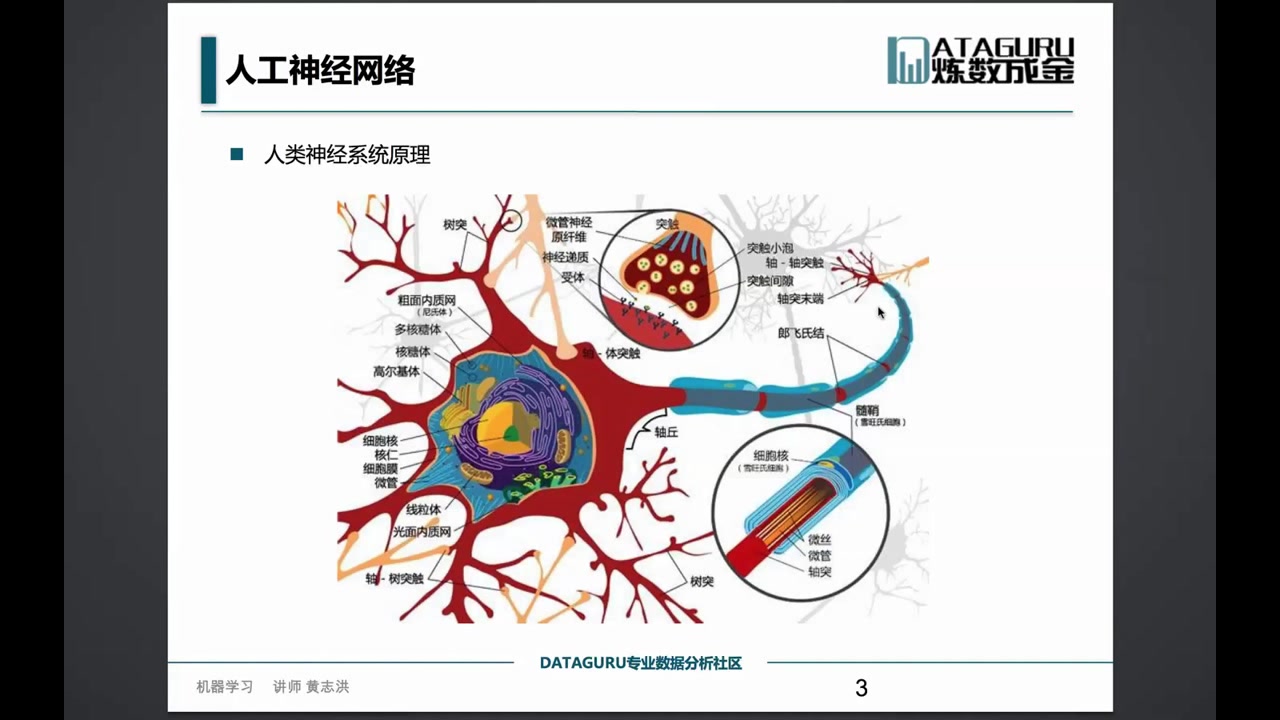 人工神经网络
DATAGURU
炼数成金
人类神经系统原理
树突
微管神经
原纤维
神经递质
受体
突触
突触小泡
轴-轴突触
突触间隙
轴突末端
粗面内质网
(尼氏体)
多核糖体
核糖体
高尔基体
轴-体突触
郎飞氏结
髓鞘
(雪旺氏细胞)
轴丘
细胞核
核仁
细胞膜
微管
线粒体
光面内质网
轴-树突触
树突
细胞核
(雪旺氏细胞)
微丝
微管
轴突
DATAGURU专业数据分析社区
机器学习 讲师 黄志洪
3